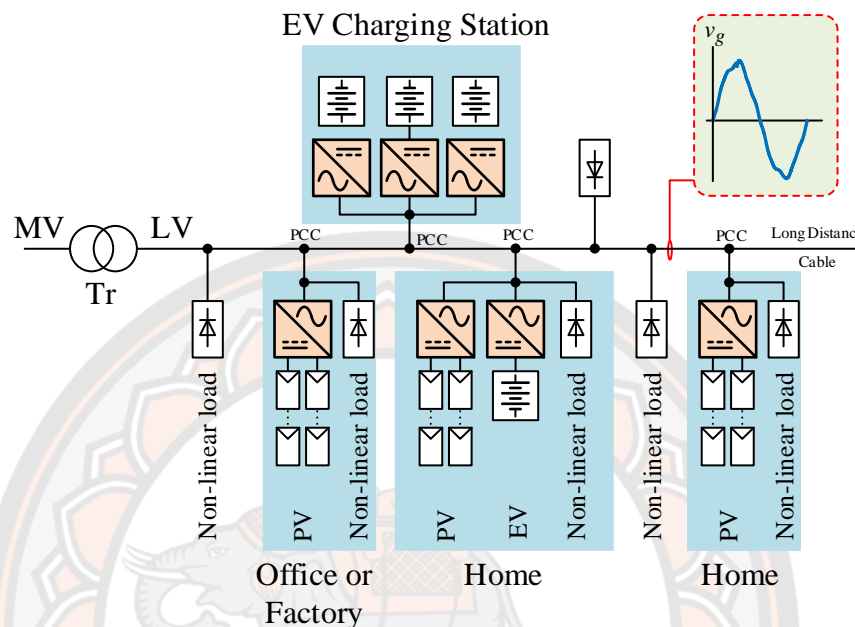 EV Charging Station
v_g
MV
LV
Tr
PCC
PCC
PCC
PCC
Long Distanc
Cable
Non-linear load
PV
Non-linear load
PV
EV
Non-linear load
Non-linear load
PV
Non-linear load
Office or
Factory
Home
Home